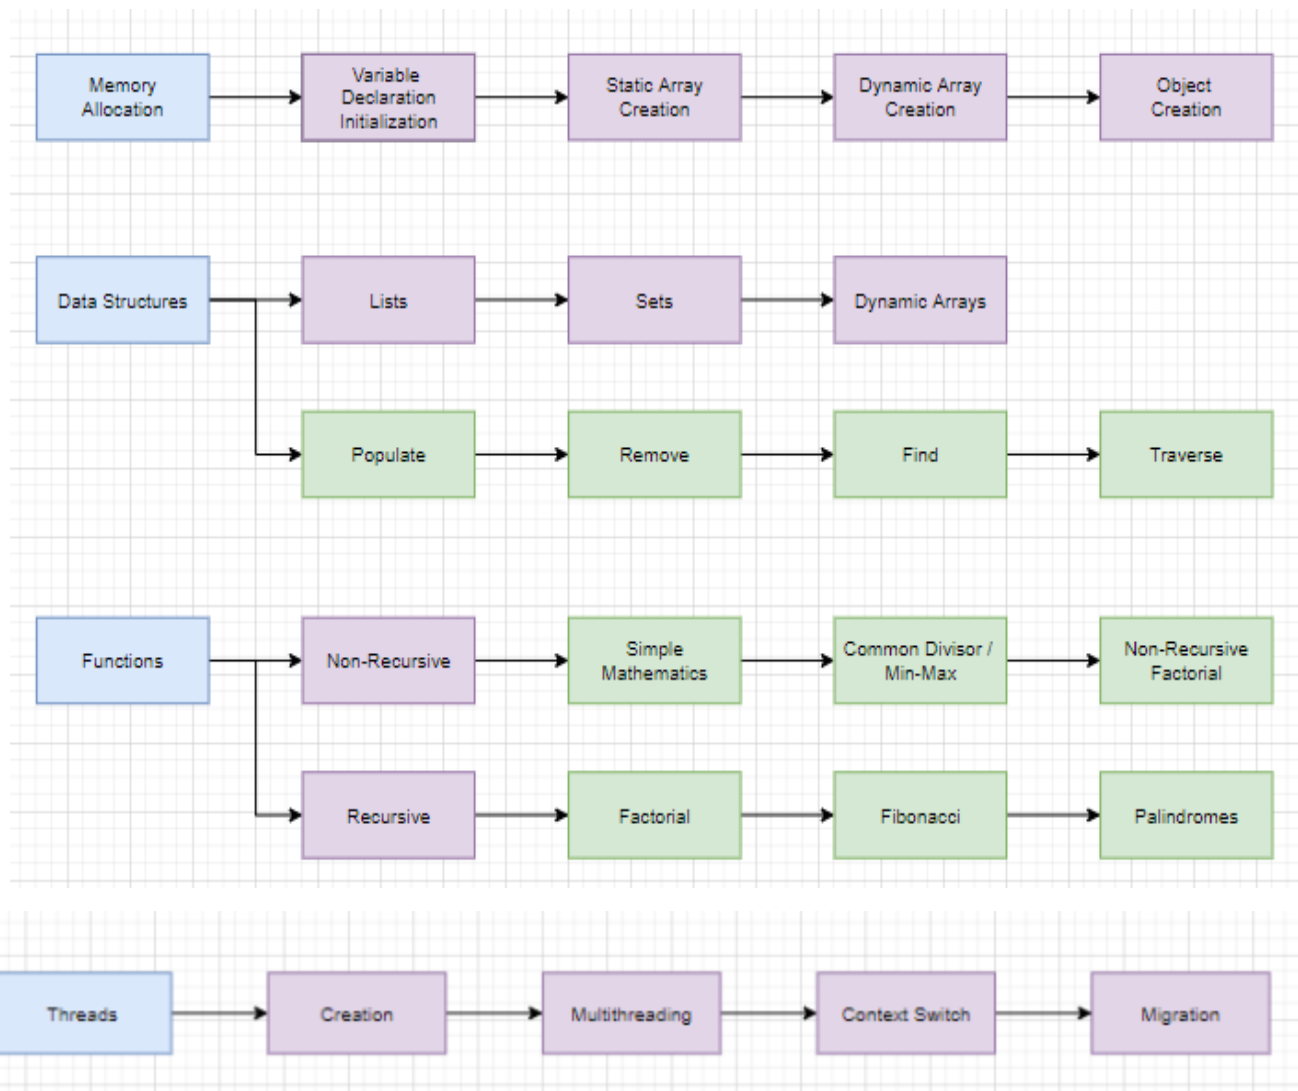 Memory
Allocation
Variable
Declaration
Initialization
Static Array
Creation
Dynamic Array
Creation
Object
Creation
Data Structures
Lists
Sets
Dynamic Arrays
Populate
Remove
Find
Traverse
Functions
Non-Recursive
Simple
Mathematics
Common Divisor /
Min-Max
Non-Recursive
Factorial
Recursive
Factorial
Fibonacci
Palindromes
Threads
Creation
Multithreading
Context Switch
Migration